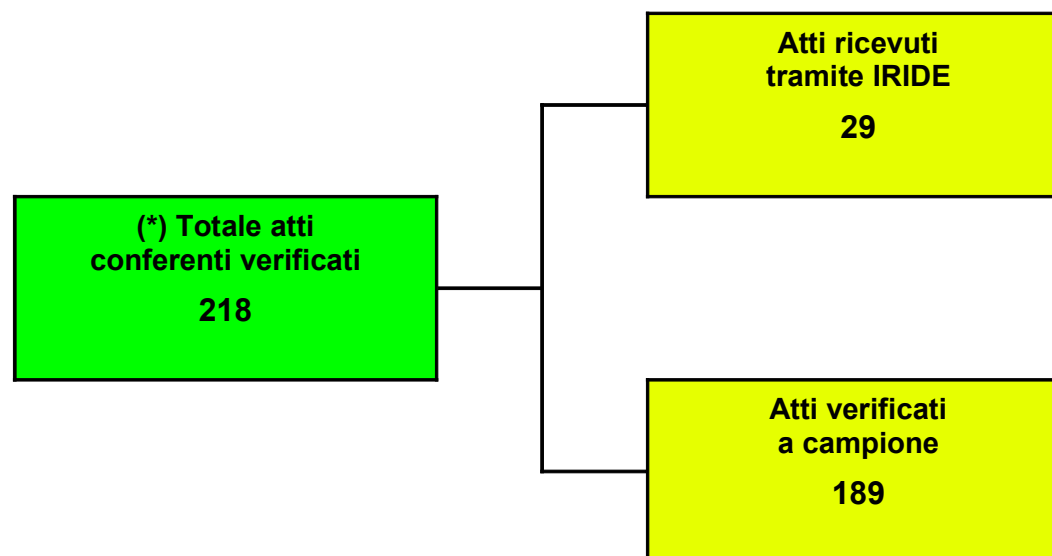 Atti ricevuti
tramite IRIDE
29
(*) Totale atti
conferenti verificati
218
Atti verificati
a campione
189